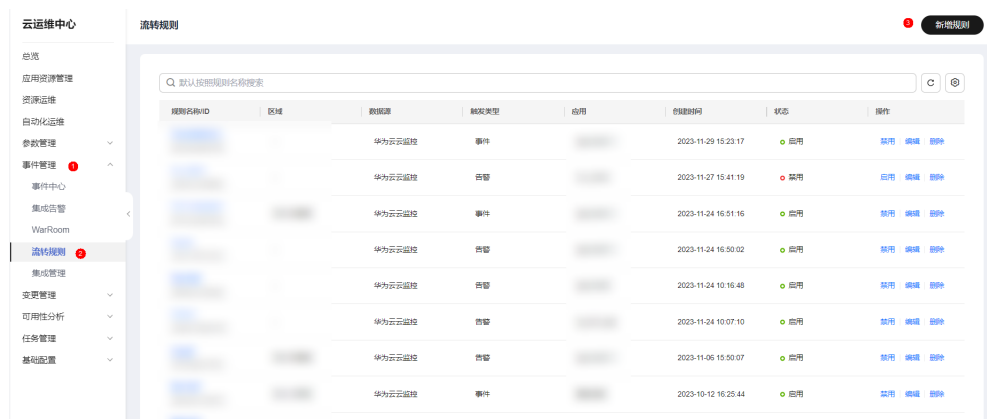 云运维中心
流转规则
3
新增规则
总览
应用资源管理
资源运维
自动化运维
参数管理
事件管理
1
事件中心
集成告警
WarRoom
流转规则
2
集成管理
变更管理
可用性分析
任务管理
基础配置
默认按照规则名称搜索
规则名称/ID 区域 数据源 触发类型 应用 创建时间 状态 操作
华为云云监控 事件 2023-11-29 15:23:17 启用 禁用 编辑 删除
华为云云监控 告警 2023-11-27 15:41:19 禁用 启用 编辑 删除
华为云云监控 事件 2023-11-24 16:51:16 启用 禁用 编辑 删除
华为云云监控 告警 2023-11-24 16:50:02 启用 禁用 编辑 删除
华为云云监控 告警 2023-11-24 10:16:48 启用 禁用 编辑 删除
华为云云监控 告警 2023-11-24 10:07:10 启用 禁用 编辑 删除
华为云云监控 告警 2023-11-06 15:50:07 启用 禁用 编辑 删除
华为云云监控 事件 2023-10-12 16:25:44 启用 禁用 编辑 删除